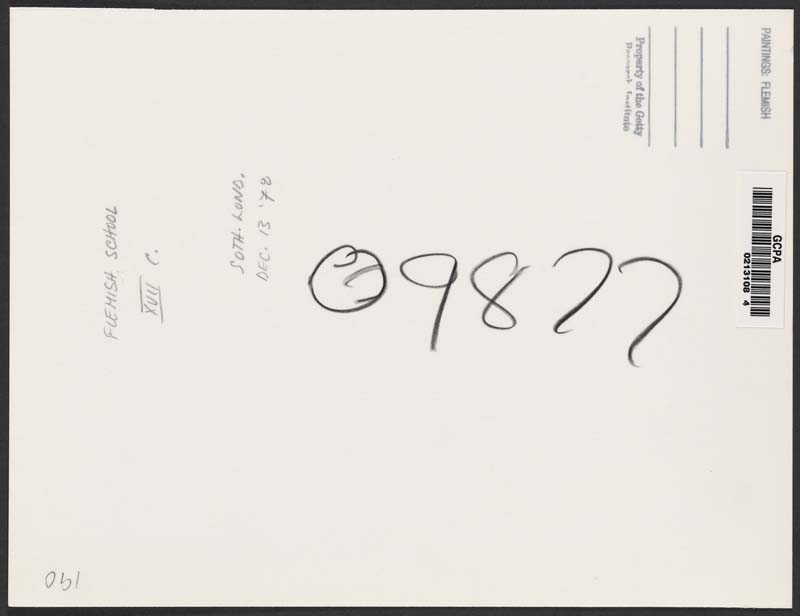 PAINTINGS: FLEMISH
Property of the Getty
Research Institute
GCPA
0213108 4
FLEMISH SCHOOL
XVII C.
SOTH. LOND.
DEC. 13 '78
9877
140